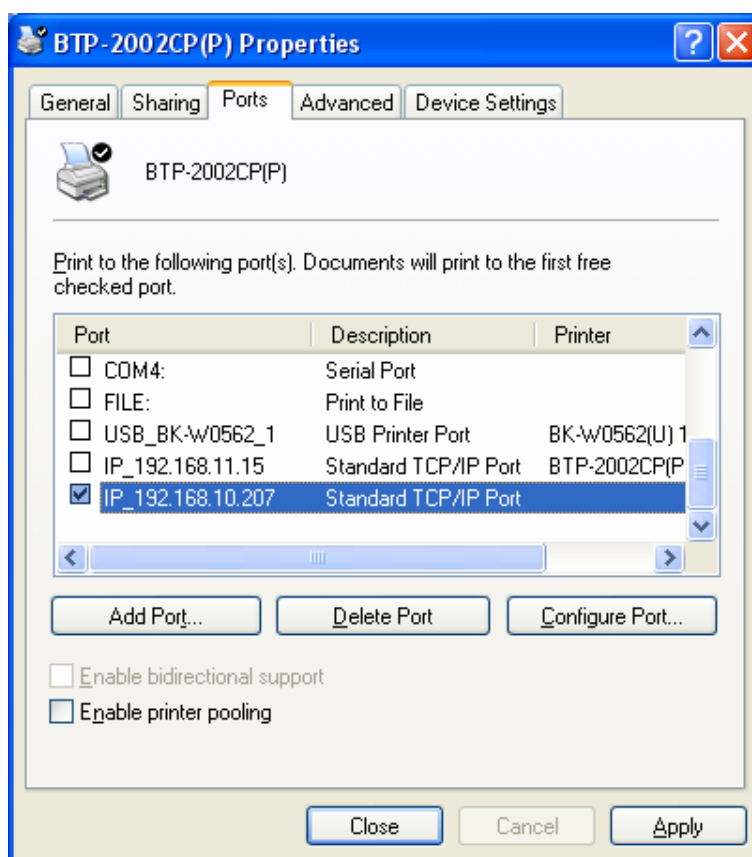 BTP-2002CP(P) Properties
General Sharing Ports Advanced Device Settings
BTP-2002CP(P)
Print to the following port(s). Documents will print to the first free
checked port.
Port Description Printer
COM4: Serial Port
FILE: Print to File
USB_BK-W0562_1 USB Printer Port BK-W0562(U) 1
IP_192.168.11.15 Standard TCP/IP Port BTP-2002CP(P
IP_192.168.10.207 Standard TCP/IP Port
Add Port... Delete Port Configure Port...
Enable bidirectional support
Enable printer pooling
Close Cancel Apply